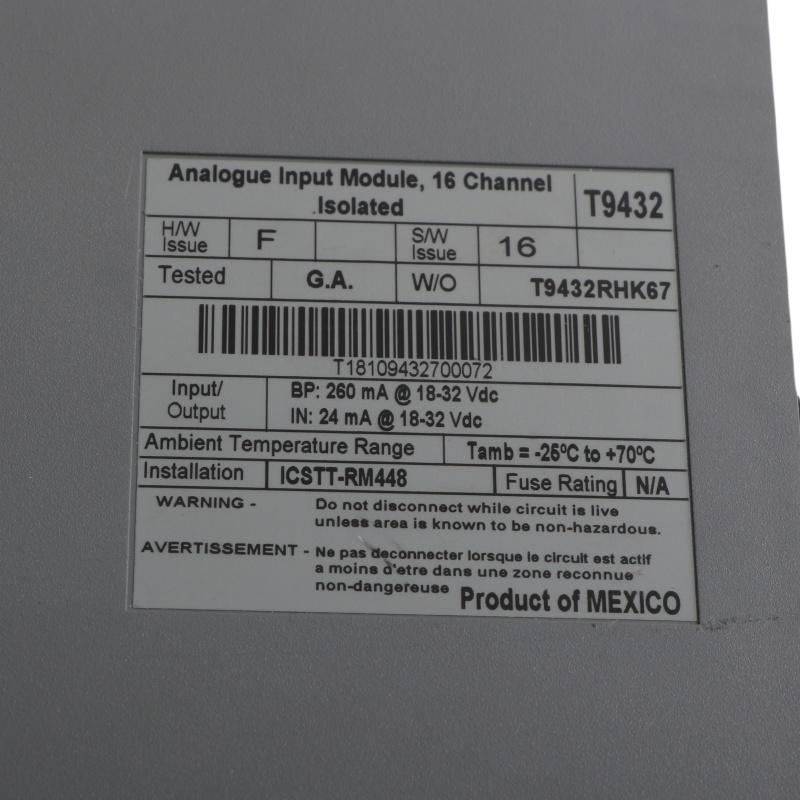 Analogue Input Module, 16 Channel
.Isolated
T9432
H/W Issue F S/W Issue 16
Tested G.A. W/O T9432RHK67
T18109432700072
Input/ Output
BP: 260 mA @ 18-32 Vdc
IN: 24 mA @ 18-32 Vdc
Ambient Temperature Range Tamb = -25ºC to +70ºC
Installation ICSTT-RM448 Fuse Rating N/A
WARNING - Do not disconnect while circuit is live
unless area is known to be non-hazardous.
AVERTISSEMENT - Ne pas deconnecter lorsque le circuit est actif
a moins d'etre dans une zone reconnue
non-dangereuse
Product of MEXICO